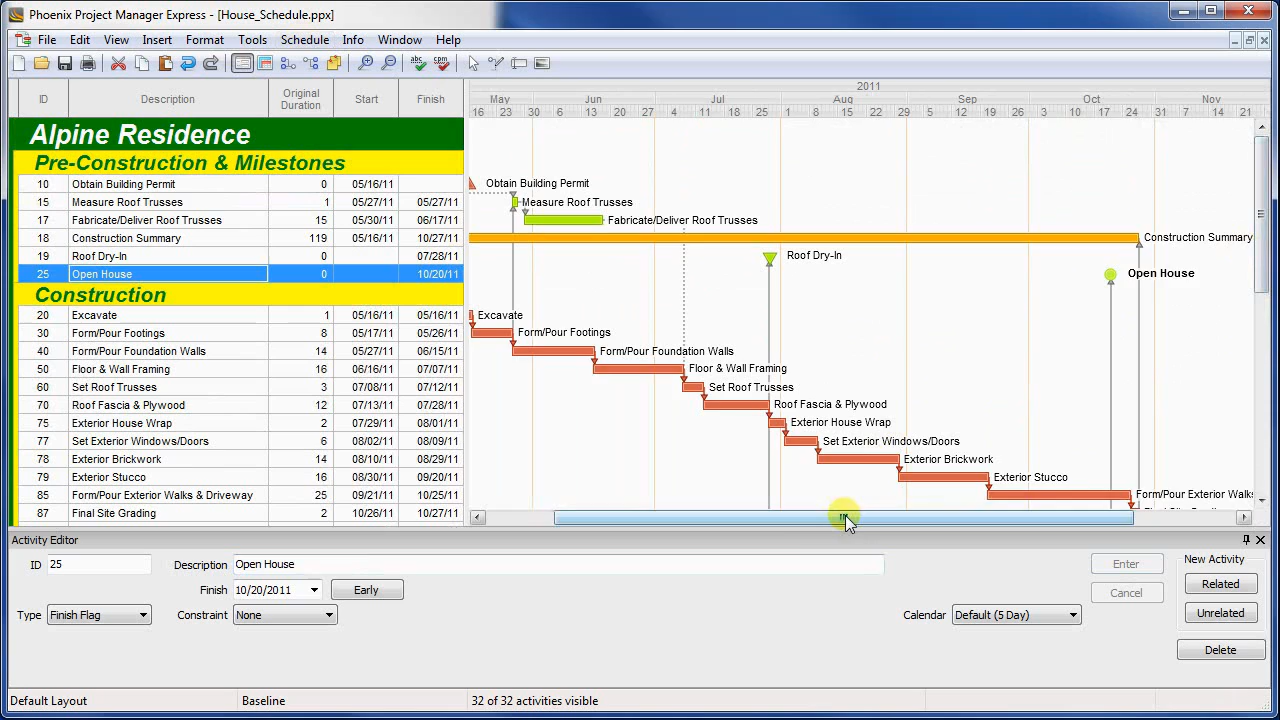 Phoenix Project Manager Express - [House_Schedule.ppx]
File Edit View Insert Format Tools Schedule Info Window Help
ID Description Original Duration Start Finish
2011
May Jun Jul Aug Sep Oct Nov
16 23 30 6 13 20 27 4 11 18 25 1 8 15 22 29 5 12 19 26 3 10 17 24 31 7 14 21
Alpine Residence
Pre-Construction & Milestones
10 Obtain Building Permit 0 05/16/11 Obtain Building Permit
15 Measure Roof Trusses 1 05/27/11 05/27/11 Measure Roof Trusses
17 Fabricate/Deliver Roof Trusses 15 05/30/11 06/17/11 Fabricate/Deliver Roof Trusses
18 Construction Summary 119 05/16/11 10/27/11 Construction Summary
19 Roof Dry-In 0 07/28/11 Roof Dry-In
25 Open House 0 10/20/11 Open House
Construction
20 Excavate 1 05/16/11 05/16/11 Excavate
30 Form/Pour Footings 8 05/17/11 05/26/11 Form/Pour Footings
40 Form/Pour Foundation Walls 14 05/27/11 06/15/11 Form/Pour Foundation Walls
50 Floor & Wall Framing 16 06/16/11 07/07/11 Floor & Wall Framing
60 Set Roof Trusses 3 07/08/11 07/12/11 Set Roof Trusses
70 Roof Fascia & Plywood 12 07/13/11 07/28/11 Roof Fascia & Plywood
75 Exterior House Wrap 2 07/29/11 08/01/11 Exterior House Wrap
77 Set Exterior Windows/Doors 6 08/02/11 08/09/11 Set Exterior Windows/Doors
78 Exterior Brickwork 14 08/10/11 08/29/11 Exterior Brickwork
79 Exterior Stucco 16 08/30/11 09/20/11 Exterior Stucco
85 Form/Pour Exterior Walks & Driveway 25 09/21/11 10/25/11 Form/Pour Exterior Walks
87 Final Site Grading 2 10/26/11 10/27/11
Activity Editor
ID 25 Description Open House Enter New Activity
Finish 10/20/2011 Early Cancel Related
Type Finish Flag Constraint None Calendar Default (5 Day) Unrelated
Delete
Default Layout Baseline 32 of 32 activities visible